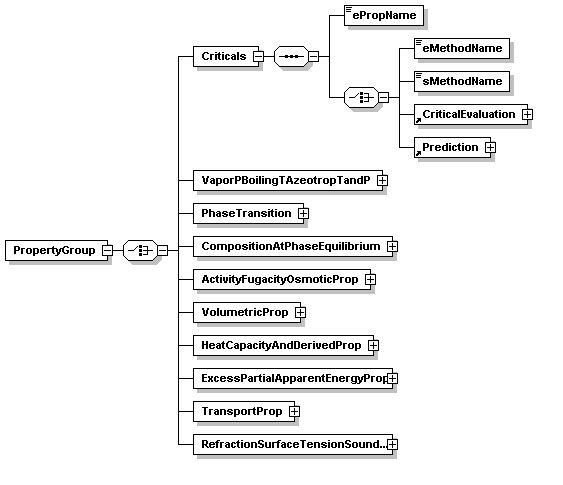 ePropName
Criticals
eMethodName
sMethodName
CriticalEvaluation
Prediction
VaporPBoilingTAzeotropTandP
PhaseTransition
CompositionAtPhaseEquilibrium
PropertyGroup
ActivityFugacityOsmoticProp
VolumetricProp
HeatCapacityAndDerivedProp
ExcessPartialApparentEnergyProp
TransportProp
RefractionSurfaceTensionSound...